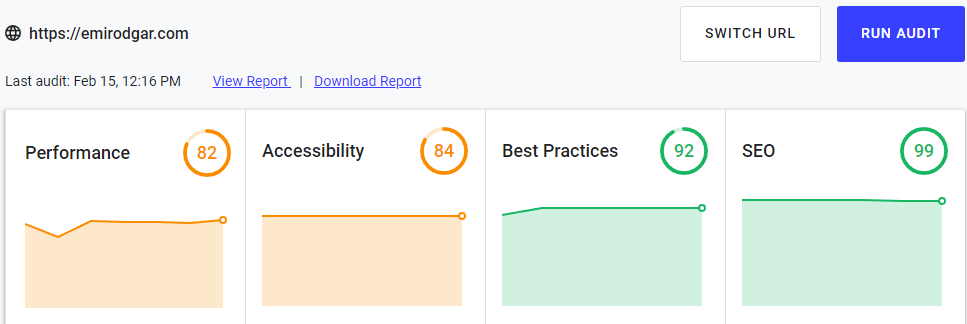 https://emirodgar.com
SWITCH URL
RUN AUDIT
Last audit: Feb 15, 12:16 PM View Report | Download Report
Performance 82
Accessibility 84
Best Practices 92
SEO 99